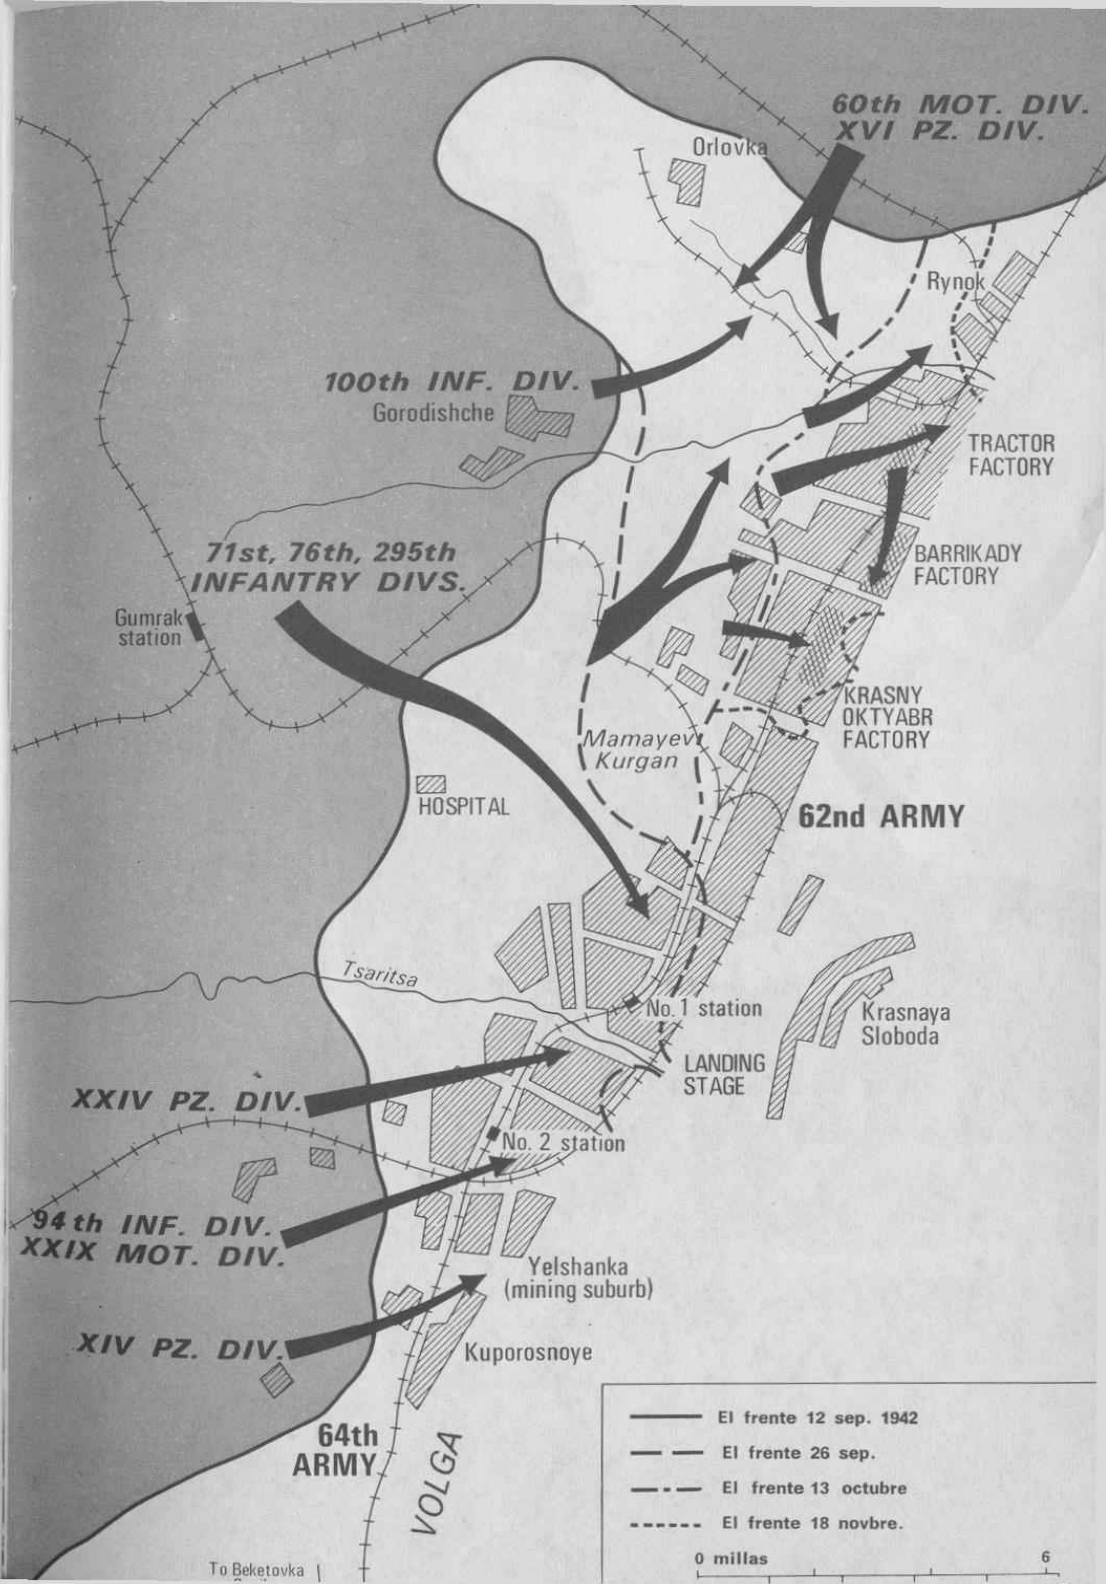 60th MOT. DIV.
XVI PZ. DIV.
Orlovka
Rynok
100th INF. DIV.
Gorodishche
TRACTOR
FACTORY
71st, 76th, 295th
INFANTRY DIVS.
BARRIKADY
FACTORY
Gumrak
station
KRASNY
OKTYABR
FACTORY
Mamayev
Kurgan
HOSPITAL
62nd ARMY
Tsaritsa
No. 1 station
Krasnaya
Sloboda
LANDING
STAGE
XXIV PZ. DIV.
No. 2 station
94th INF. DIV.
XXIX MOT. DIV.
Yelshanka
(mining suburb)
XIV PZ. DIV.
Kuporosnoye
64th
ARMY
VOLGA
El frente 12 sep. 1942
El frente 26 sep.
El frente 13 octubre
El frente 18 novbre.
0 millas 6
To Beketovka